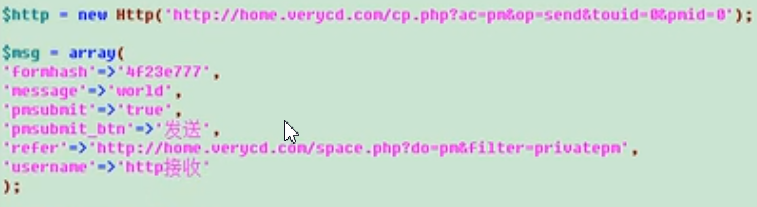 $http = new Http('http://home.verycd.com/cp.php?ac=pm&op=send&touid=0&pmid=0');
$msg = array(
'formhash'=>'4f23e777',
'message'=>'world',
'pmsubmit'=>'true',
'pmsubmit_btn'=>'发送',
'refer'=>'http://home.verycd.com/space.php?do=pm&filter=privatepm',
'username'=>'http接收'
);